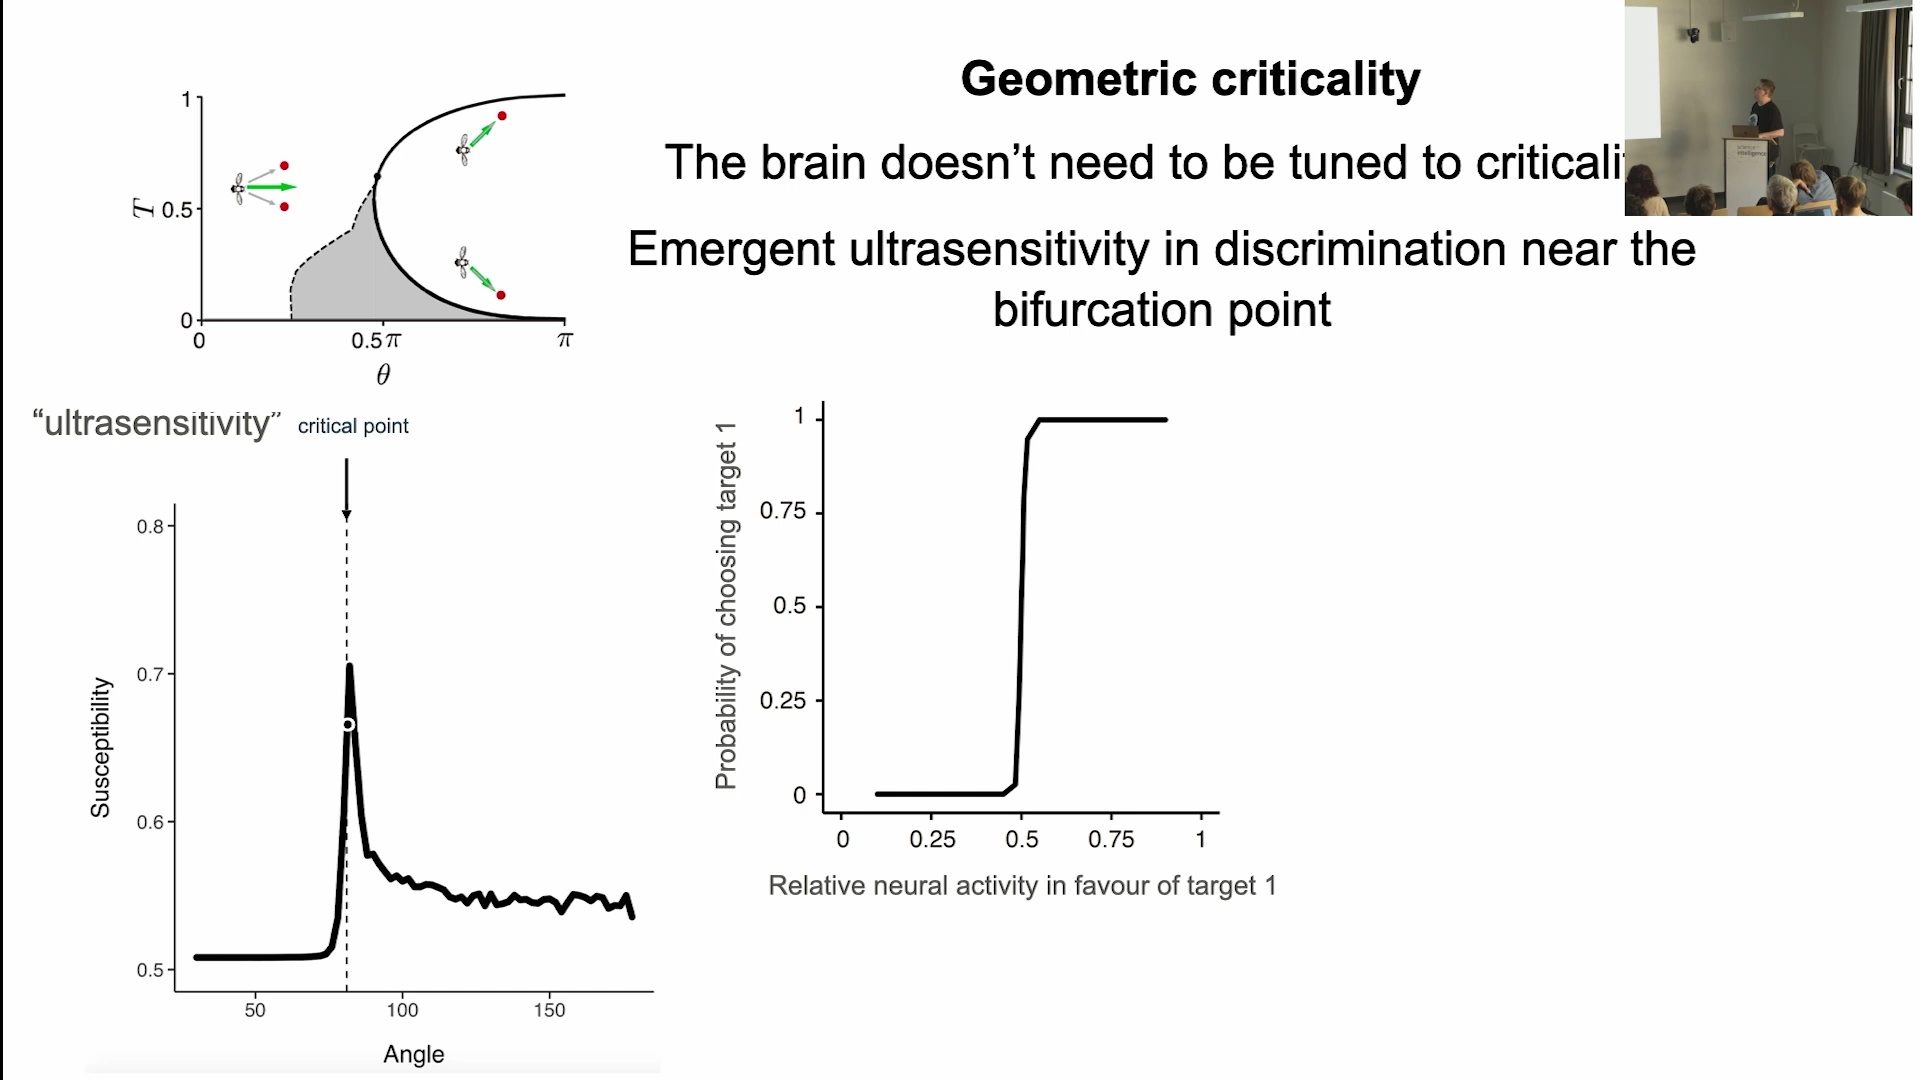 Geometric criticality
The brain doesn’t need to be tuned to
Emergent ultrasensitivity in discrimination near the
bifurcation point
1
T
0.5
0
0
0.5π
π
θ
“ultrasensitivity”
critical point
0.8
0.7
0.6
0.5
Susceptibility
50
100
150
Angle
1
0.75
0.5
0.25
0
Probability of choosing target 1
0
0.25
0.5
0.75
1
Relative neural activity in favour of target 1
intelligence